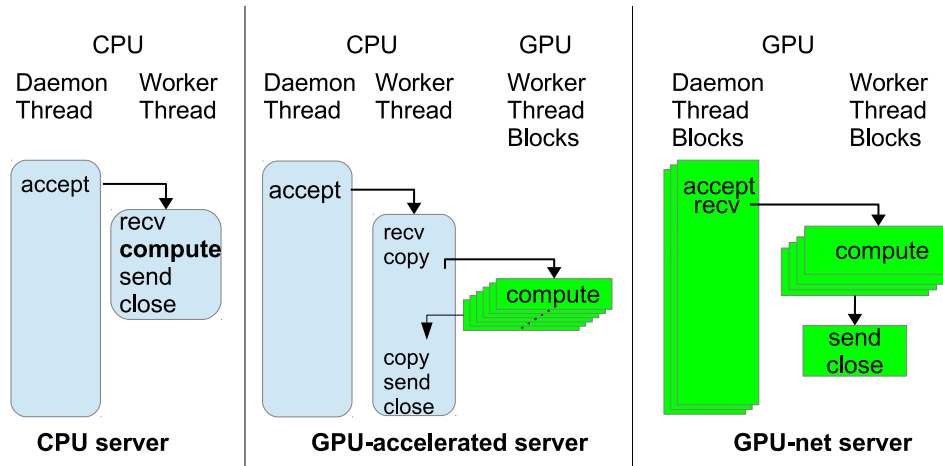 CPU
Daemon Thread
Worker Thread
accept
recv
compute
send
close
CPU server
CPU
GPU
Daemon Thread
Worker Thread
Worker Thread Blocks
accept
recv
copy
compute
copy
send
close
GPU-accelerated server
GPU
Daemon Thread Blocks
Worker Thread Blocks
accept
recv
compute
send
close
GPU-net server